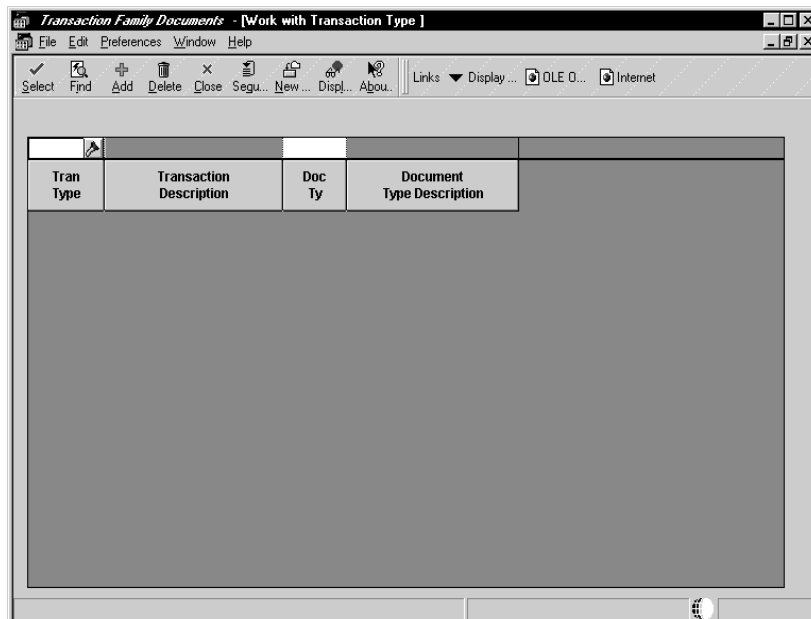 Transaction Family Documents - [Work with Transaction Type ]
File Edit Preferences Window Help
Select Find Add Delete Close Sequ... New ... Displ... Abou.. Links Display ... OLE O... Internet
Tran Type
Transaction Description
Doc Ty
Document Type Description